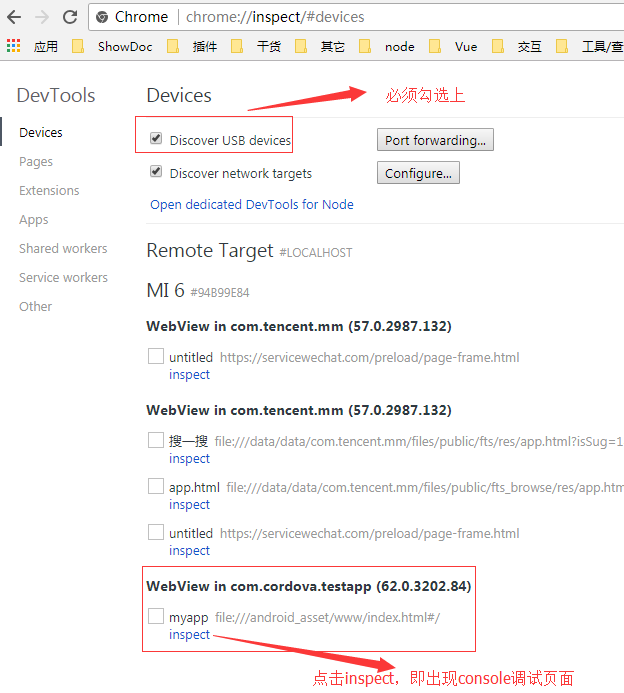 Chrome | chrome://inspect/#devices
应用 ShowDoc 插件 干货 其它 node Vue 交互 工具/查
DevTools
Devices
Pages
Extensions
Apps
Shared workers
Service workers
Other
Devices
必须勾选上
Discover USB devices
Port forwarding...
Discover network targets
Configure...
Open dedicated DevTools for Node
Remote Target #LOCALHOST
MI 6 #94B99E84
WebView in com.tencent.mm (57.0.2987.132)
untitled https://servicewechat.com/preload/page-frame.html
inspect
WebView in com.tencent.mm (57.0.2987.132)
搜一搜 file:///data/data/com.tencent.mm/files/public/fts/res/app.html?isSug=1
inspect
app.html file:///data/data/com.tencent.mm/files/public/fts_browse/res/app.htm
inspect
untitled https://servicewechat.com/preload/page-frame.html
inspect
WebView in com.cordova.testapp (62.0.3202.84)
myapp file:///android_asset/www/index.html#/
inspect
点击inspect，即出现console调试页面